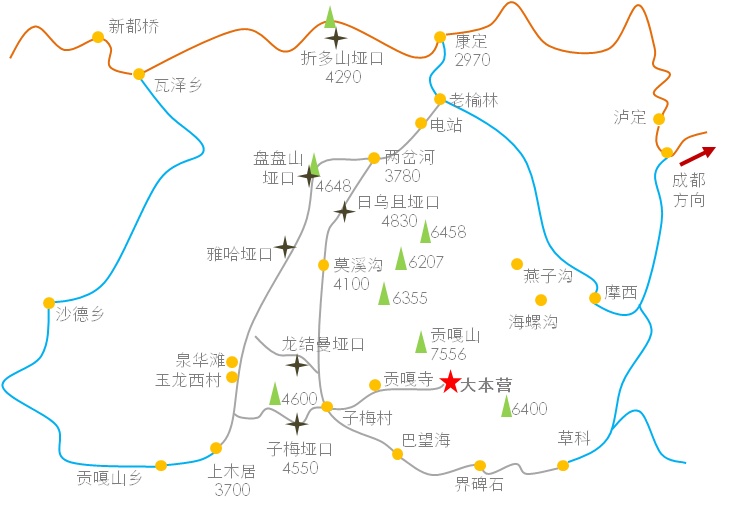 新都桥
康定
2970
折多山垭口
4290
瓦泽乡
老榆林
泸定
电站
盘盘山
垭口
4648
两岔河
3780
成都
方向
日乌且垭口
4830
6458
雅哈垭口
6207
莫溪沟
4100
燕子沟
6355
摩西
沙德乡
海螺沟
龙结曼垭口
贡嘎山
7556
泉华滩
玉龙西村
贡嘎寺
大本营
4600
6400
子梅村
子梅垭口
4550
巴望海
草科
上木居
3700
贡嘎山乡
界碑石